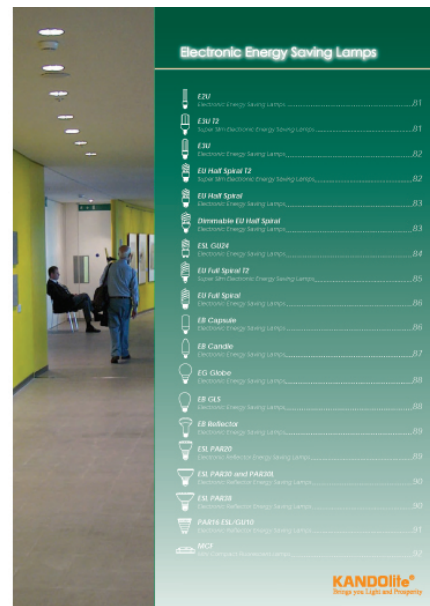 Electronic Energy Saving Lamps
E2U
Electronic Energy Saving Lamps 81
E3U T2
Super Slim Electronic Energy Saving Lamps 81
E3U
Electronic Energy Saving Lamps 82
EU Half Spiral T2
Super Slim Electronic Energy Saving Lamps 82
EU Half Spiral
Electronic Energy Saving Lamps 83
Dimmable EU Half Spiral
Electronic Energy Saving Lamps 83
ESL GU24
Electronic Energy Saving Lamps 84
EU Full Spiral T2
Super Slim Electronic Energy Saving Lamps 85
EU Full Spiral
Electronic Energy Saving Lamps 86
EB Capsule
Electronic Energy Saving Lamps 86
EB Candle
Electronic Energy Saving Lamps 87
EG Globe
Electronic Energy Saving Lamps 88
EB GLS
Electronic Energy Saving Lamps 88
EB Reflector
Electronic Energy Saving Lamps 89
ESL PAR20
Electronic Reflector Energy Saving Lamps 89
ESL PAR30 and PAR30L
Electronic Reflector Energy Saving Lamps 90
ESL PAR38
Electronic Reflector Energy Saving Lamps 90
PAR16 ESL/GU10
Electronic Reflector Energy Saving Lamps 91
NICF
92
KANDOlite®
Brings you Light and Prosperity